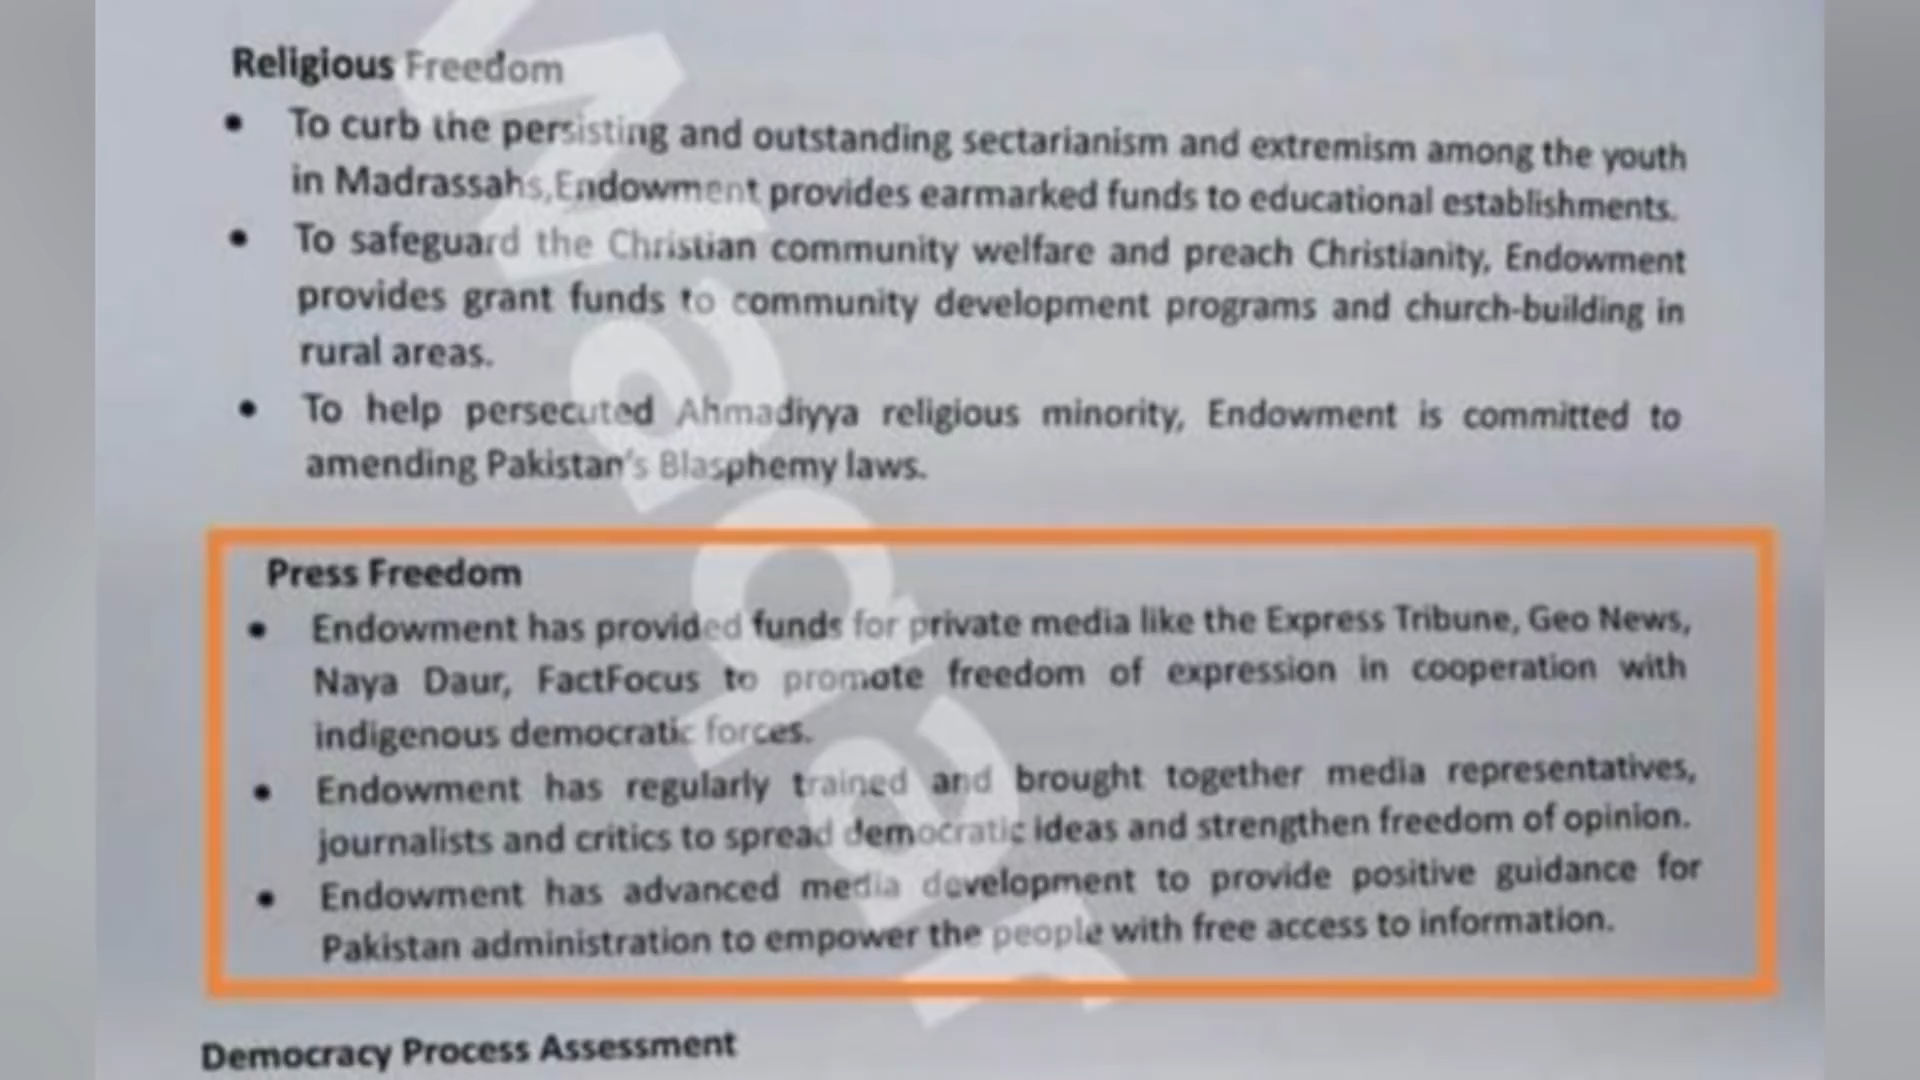 Religious Freedom
• To curb the persisting and outstanding sectarianism and extremism among the youth
in Madrassahs,Endowment provides earmarked funds to educational establishments.
• To safeguard the Christian community welfare and preach Christianity, Endowment
provides grant funds to community development programs and church-building in
rural areas.
• To help persecuted Ahmadiyya religious minority, Endowment is committed to
amending Pakistan's Blasphemy laws.
Press Freedom
• Endowment has provided funds for private media like the Express Tribune, Geo News,
Naya Daur, FactFocus to promote freedom of expression in cooperation with
indigenous democratic forces.
• Endowment has regularly trained and brought together media representatives,
journalists and critics to spread democratic ideas and strengthen freedom of opinion.
• Endowment has advanced media development to provide positive guidance for
Pakistan administration to empower the people with free access to information.
Democracy Process Assessment